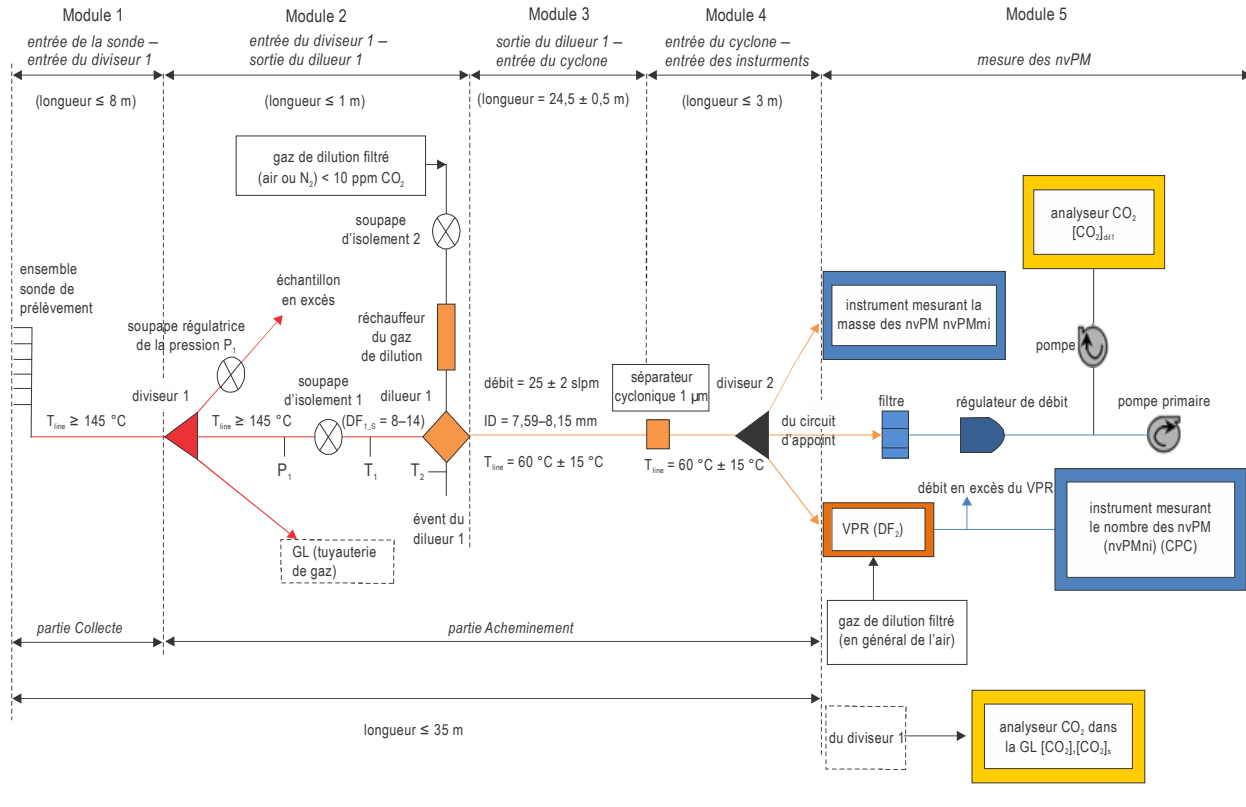 Module 1
Module 2
Module 3
Module 4
Module 5
entrée de la sonde –
entrée du diviseur 1
entrée du diviseur 1 –
sortie du dilueur 1
sortie du dilueur 1 –
entrée du cyclone
entrée du cyclone –
entrée des insturments
mesure des nvPM
(longueur ≤ 8 m)
(longueur ≤ 1 m)
(longueur = 24,5 ± 0,5 m)
(longueur ≤ 3 m)
gaz de dilution filtré
(air ou N₂) < 10 ppm CO₂
soupape
d'isolement 2
analyseur CO₂
[CO₂]dil1
ensemble
sonde de
prélèvement
échantillon
en excès
soupape régulatrice
de la pression P₁
réchauffeur
du gaz
de dilution
instrument mesurant la
masse des nvPM nvPMmi
pompe
diviseur 1
soupape
d'isolement 1
dilueur 1
débit = 25 ± 2 slpm
séparateur
cyclonique 1 µm
diviseur 2
du circuit
d'appoint
filtre
régulateur de débit
pompe primaire
Tline ≥ 145 °C
Tline ≥ 145 °C
(DF1_S = 8–14)
ID = 7,59–8,15 mm
P₁
T₁
T₂
Tline = 60 °C ± 15 °C
Tline = 60 °C ± 15 °C
débit en excès du VPR
évent du
dilueur 1
GL (tuyauterie
de gaz)
VPR (DF₂)
instrument mesurant
le nombre des nvPM
(nvPMni) (CPC)
gaz de dilution filtré
(en général de l'air)
partie Collecte
partie Acheminement
longueur ≤ 35 m
du diviseur 1
analyseur CO₂ dans
la GL [CO₂],[CO₂]s